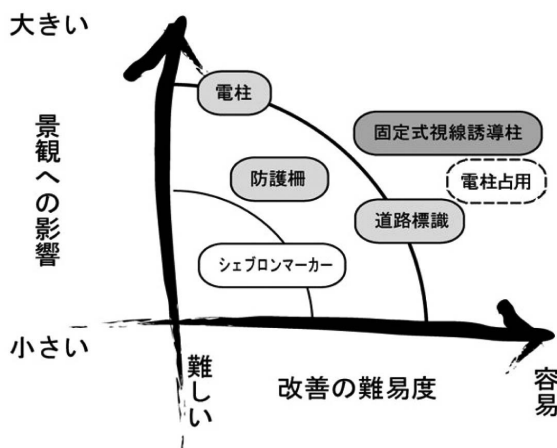 大きい
電柱
固定式視線誘導柱
景観への影響
防護柵
電柱占用
道路標識
シェブロンマーカー
小さい
難しい
改善の難易度
容易